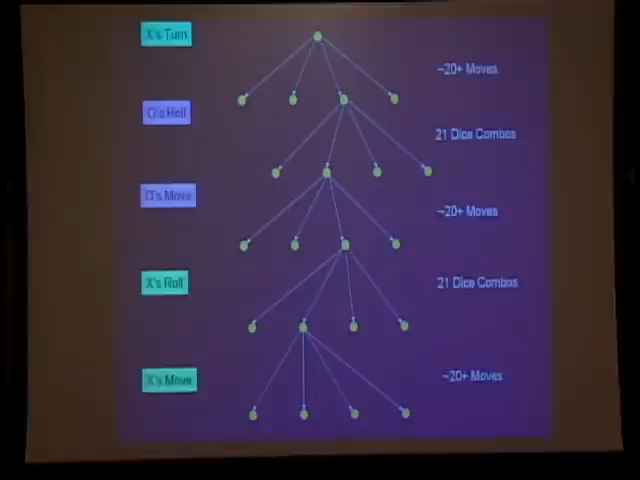 X's Turn
~20+ Moves
O's Roll
21 Dice Combos
O's Move
~20+ Moves
X's Roll
21 Dice Combos
X's Move
~20+ Moves